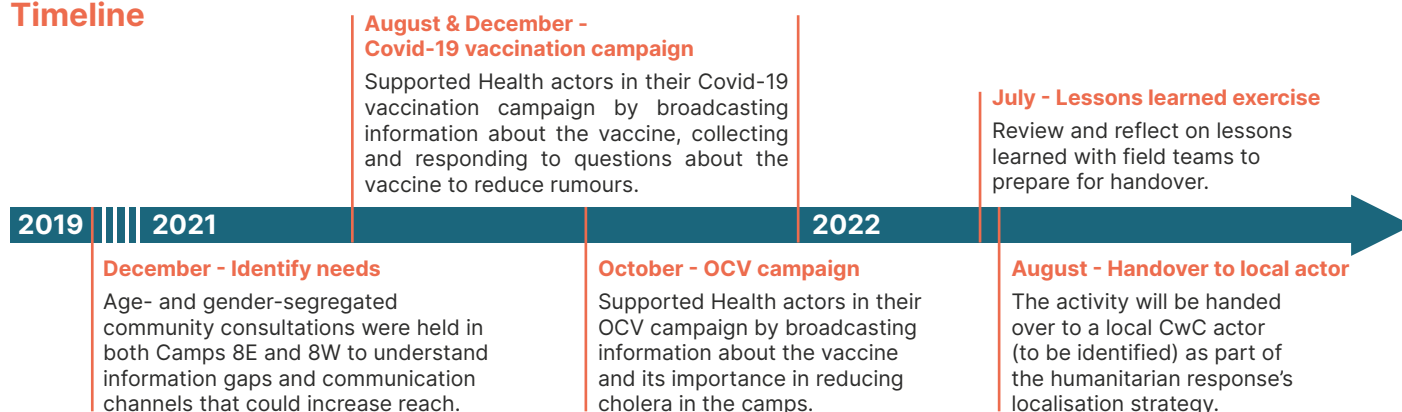 Timeline
August & December -
Covid-19 vaccination campaign
Supported Health actors in their Covid-19
vaccination campaign by broadcasting
information about the vaccine, collecting
and responding to questions about the
vaccine to reduce rumours.
July - Lessons learned exercise
Review and reflect on lessons
learned with field teams to
prepare for handover.
2019 2021 2022
December - Identify needs
Age- and gender-segregated
community consultations were held in
both Camps 8E and 8W to understand
information gaps and communication
channels that could increase reach.
October - OCV campaign
Supported Health actors in their
OCV campaign by broadcasting
information about the vaccine
and its importance in reducing
cholera in the camps.
August - Handover to local actor
The activity will be handed
over to a local CwC actor
(to be identified) as part of
the humanitarian response’s
localisation strategy.